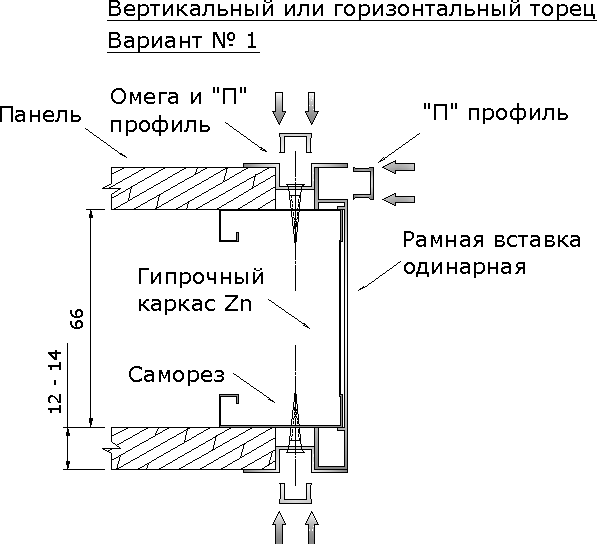 Вертикальный или горизонтальный торец
Вариант № 1
Омега и "П"
профиль
"П" профиль
Панель
Рамная вставка
одинарная
Гипрочный
каркас Zn
66
12 - 14
Саморез